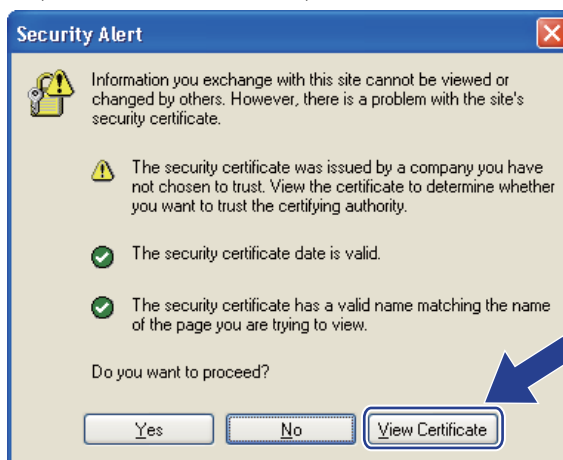 Security Alert
Information you exchange with this site cannot be viewed or
changed by others. However, there is a problem with the site's
security certificate.
The security certificate was issued by a company you have
not chosen to trust. View the certificate to determine whether
you want to trust the certifying authority.
The security certificate date is valid.
The security certificate has a valid name matching the name
of the page you are trying to view.
Do you want to proceed?
Yes No View Certificate